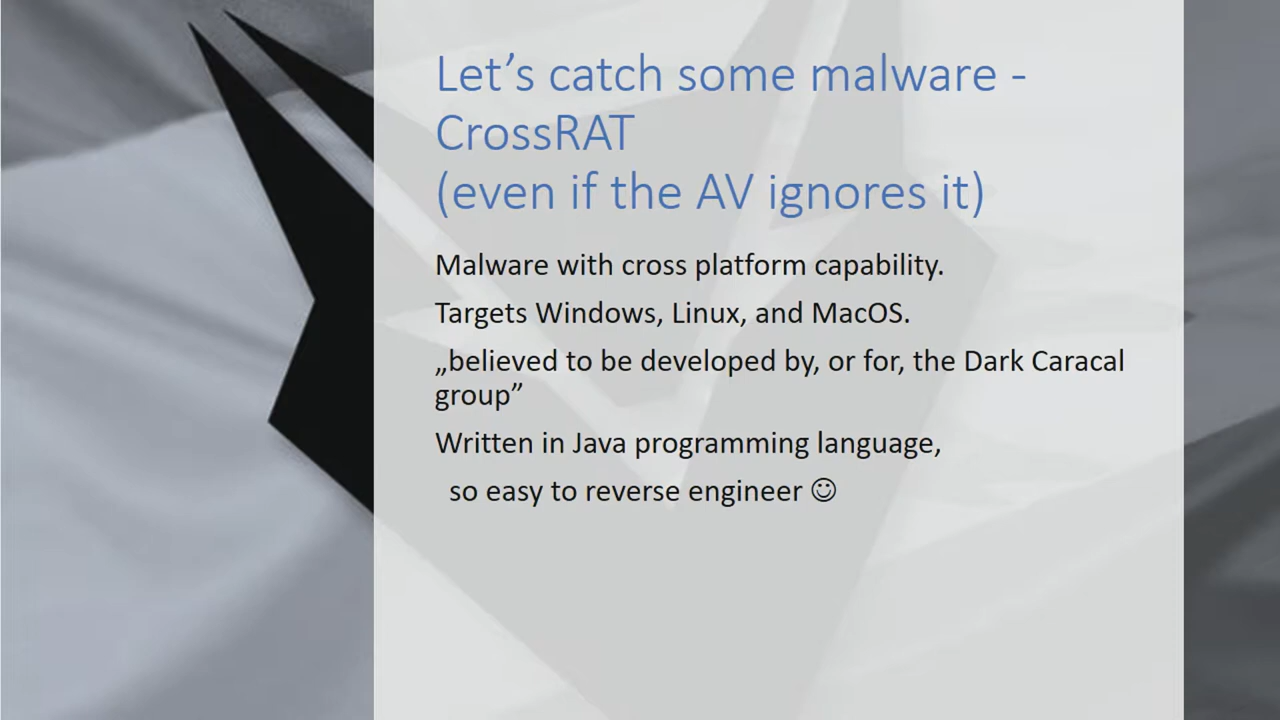 Let’s catch some malware -
CrossRAT
(even if the AV ignores it)
Malware with cross platform capability.
Targets Windows, Linux, and MacOS.
„believed to be developed by, or for, the Dark Caracal
group”
Written in Java programming language,
so easy to reverse engineer ☺